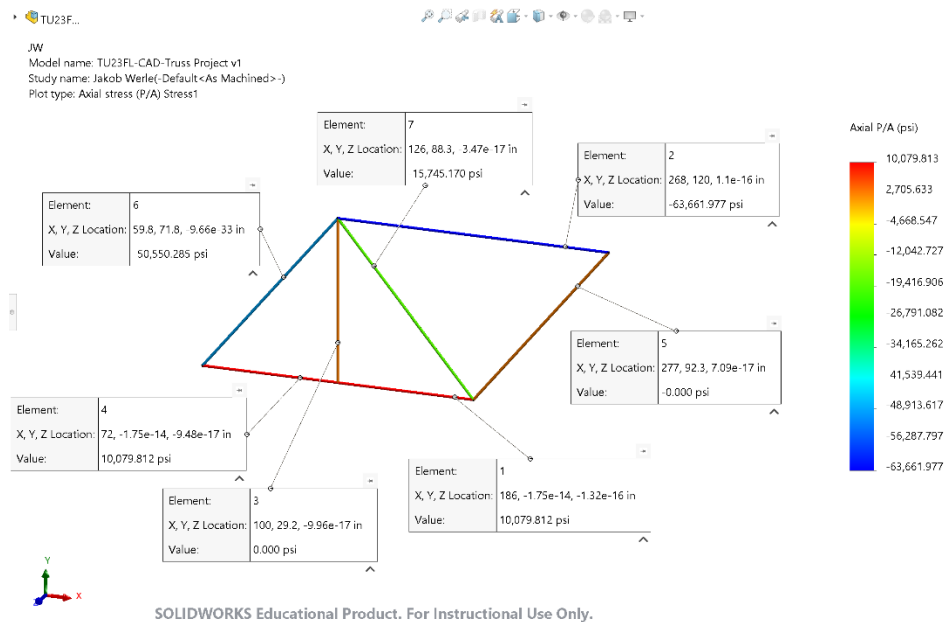 TU23F...
JW
Model name: TU23FL-CAD-Truss Project v1
Study name: Jakob Werle(-Default<As Machined>-)
Plot type: Axial stress (P/A) Stress1
Element: 7
X, Y, Z Location: 126, 88.3, -3.47e-17 in
Value: 15,745.170 psi
Element: 2
X, Y, Z Location: 268, 120, 1.1e-16 in
Value: -63,661.977 psi
Element: 6
X, Y, Z Location: 59.8, 71.8, -9.66e-33 in
Value: 50,550.285 psi
Axial P/A (psi)
10,079.813
2,705.633
-4,668.547
-12,042.727
-19,416.906
-26,791.082
-34,165.262
41,539.441
48,913.617
56,287.797
-63,661.977
Element: 5
X, Y, Z Location: 277, 92.3, 7.09e-17 in
Value: -0.000 psi
Element: 4
X, Y, Z Location: 72, -1.75e-14, -9.48e-17 in
Value: 10,079.812 psi
Element: 1
X, Y, Z Location: 186, -1.75e-14, -1.32e-16 in
Value: 10,079.812 psi
Element: 3
X, Y, Z Location: 100, 29.2, -9.96e-17 in
Value: 0.000 psi
Y
X
SOLIDWORKS Educational Product. For Instructional Use Only.